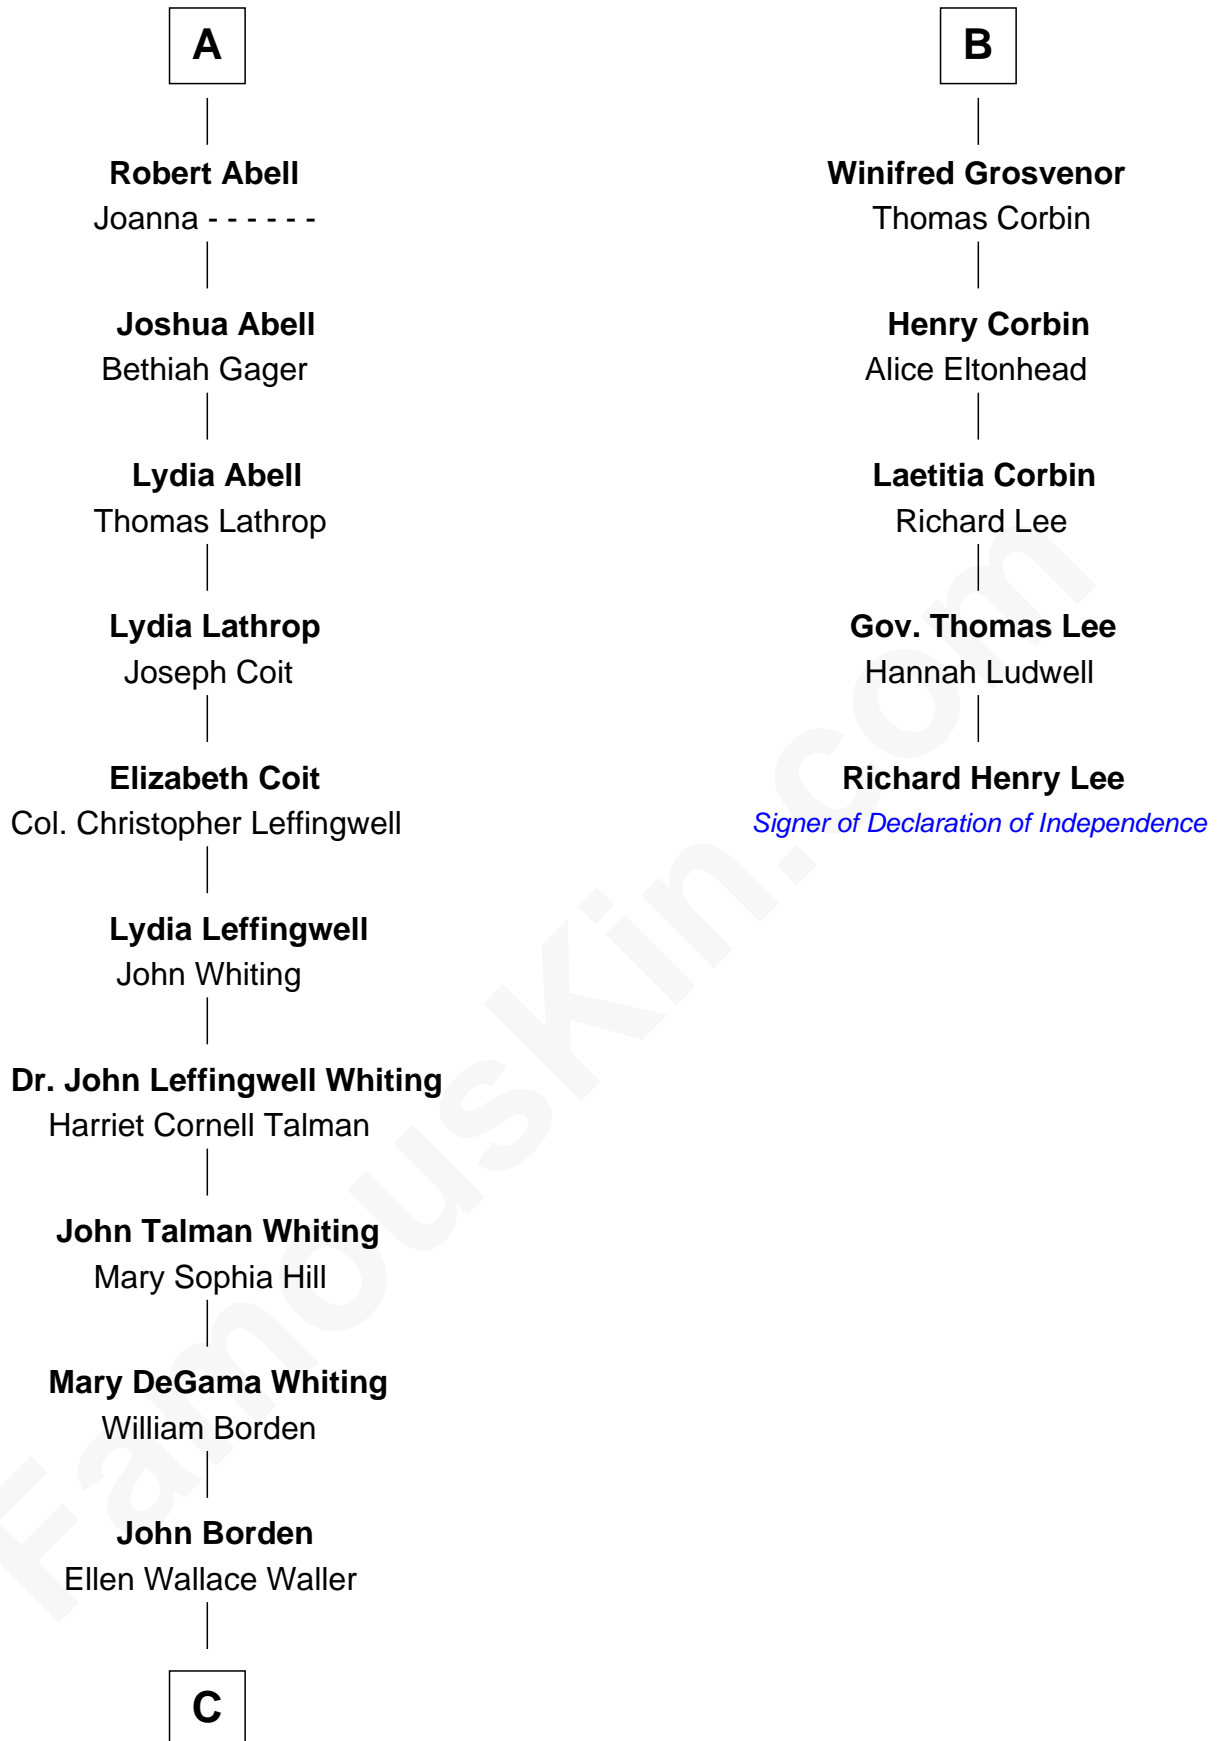 A
Robert Abell
Joanna - - - - - -
Joshua Abell
Bethiah Gager
Lydia Abell
Thomas Lathrop
Lydia Lathrop
Joseph Coit
Elizabeth Coit
Col. Christopher Leffingwell
Lydia Leffingwell
John Whiting
Dr. John Leffingwell Whiting
Harriet Cornell Talman
John Talman Whiting
Mary Sophia Hill
Mary DeGama Whiting
William Borden
John Borden
Ellen Wallace Waller
C
B
Winifred Grosvenor
Thomas Corbin
Henry Corbin
Alice Eltonhead
Laetitia Corbin
Richard Lee
Gov. Thomas Lee
Hannah Ludwell
Richard Henry Lee
Signer of Declaration of Independence
FamousKin.com